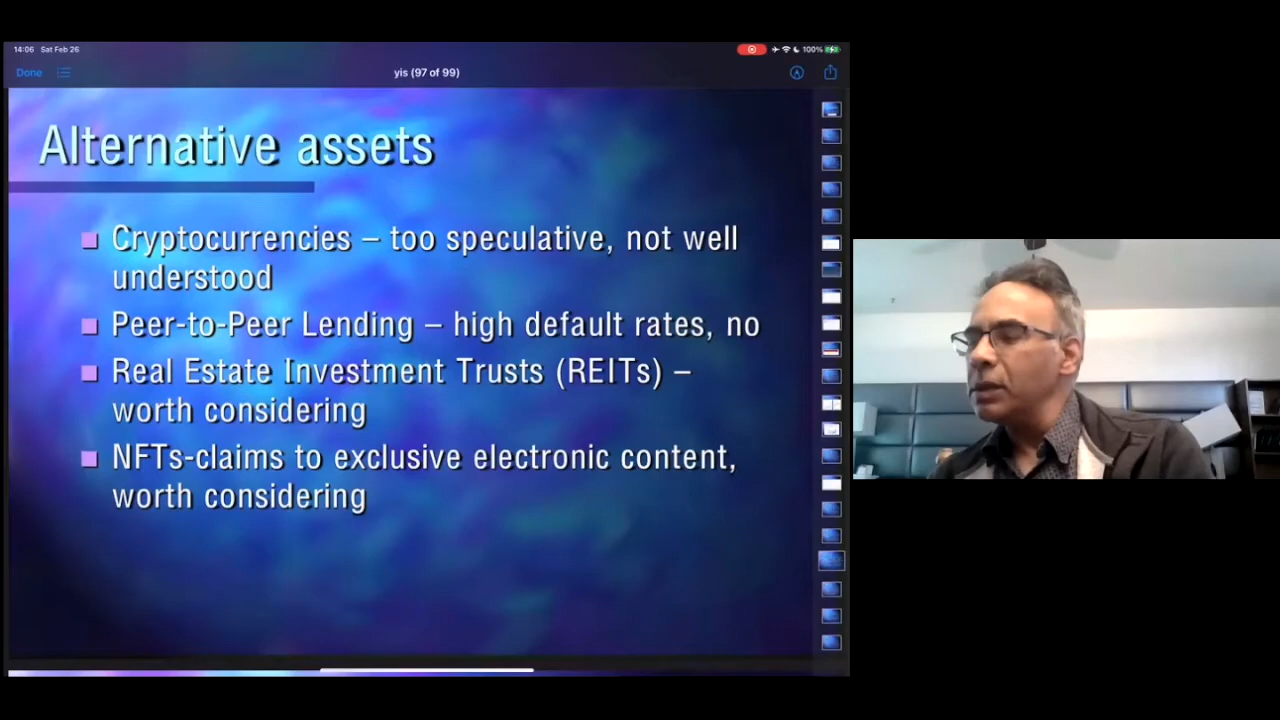 14:06 Sat Feb 26
100%
Done
yis (97 of 99)
Alternative assets
Cryptocurrencies – too speculative, not well
understood
Peer-to-Peer Lending – high default rates, no
Real Estate Investment Trusts (REITs) –
worth considering
NFTs-claims to exclusive electronic content,
worth considering